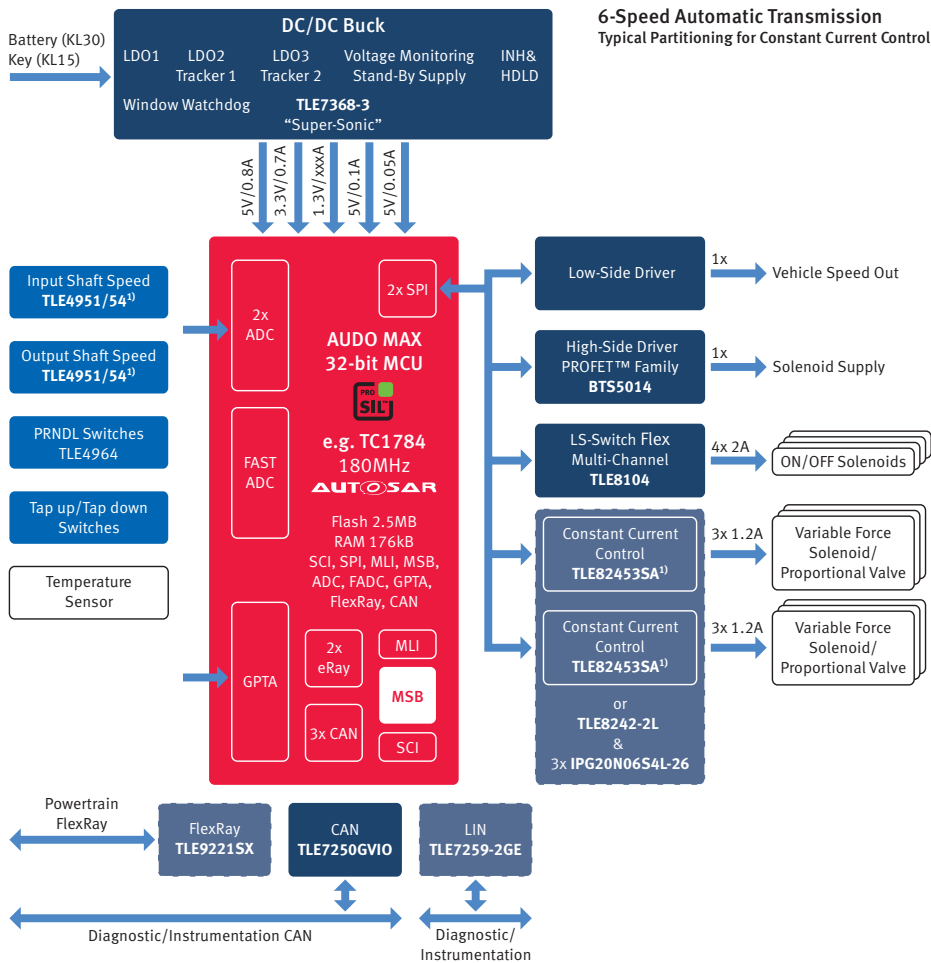 6-Speed Automatic Transmission
Typical Partitioning for Constant Current Control
Battery (KL30)
Key (KL15)
DC/DC Buck
LDO1
LDO2
Tracker 1
LDO3
Tracker 2
Voltage Monitoring
Stand-By Supply
INH&
HDLD
Window Watchdog
TLE7368-3
“Super-Sonic”
5V/0.8A
3.3V/0.7A
1.3V/xxxA
5V/0.1A
5V/0.05A
Input Shaft Speed
TLE4951/54¹⁾
Output Shaft Speed
TLE4951/54¹⁾
PRNDL Switches
TLE4964
Tap up/Tap down
Switches
Temperature
Sensor
2x
ADC
FAST
ADC
GPTA
2x SPI
AUDO MAX
32-bit MCU
PRO
SIL™
e.g. TC1784
180MHz
AUTOSAR
Flash 2.5MB
RAM 176kB
SCI, SPI, MLI, MSB,
ADC, FADC, GPTA,
FlexRay, CAN
2x
eRay
3x CAN
MLI
MSB
SCI
Low-Side Driver
1x
Vehicle Speed Out
High-Side Driver
PROFET™ Family
BTS5014
1x
Solenoid Supply
LS-Switch Flex
Multi-Channel
TLE8104
4x 2A
ON/OFF Solenoids
Constant Current
Control
TLE82453SA¹⁾
3x 1.2A
Variable Force
Solenoid/
Proportional Valve
Constant Current
Control
TLE82453SA¹⁾
3x 1.2A
Variable Force
Solenoid/
Proportional Valve
or
TLE8242-2L
&
3x IPG20N06S4L-26
Powertrain
FlexRay
FlexRay
TLE9221SX
CAN
TLE7250GVIO
LIN
TLE7259-2GE
Diagnostic/Instrumentation CAN
Diagnostic/
Instrumentation